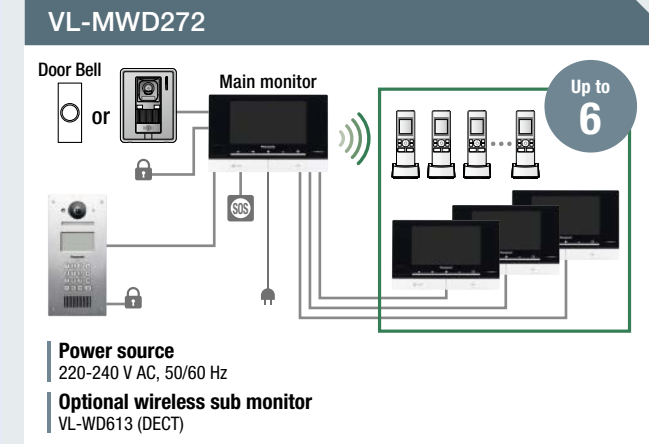 VL-MWD272
Door Bell
or
Main monitor
Up to
6
SOS
Power source
220-240 V AC, 50/60 Hz
Optional wireless sub monitor
VL-WD613 (DECT)